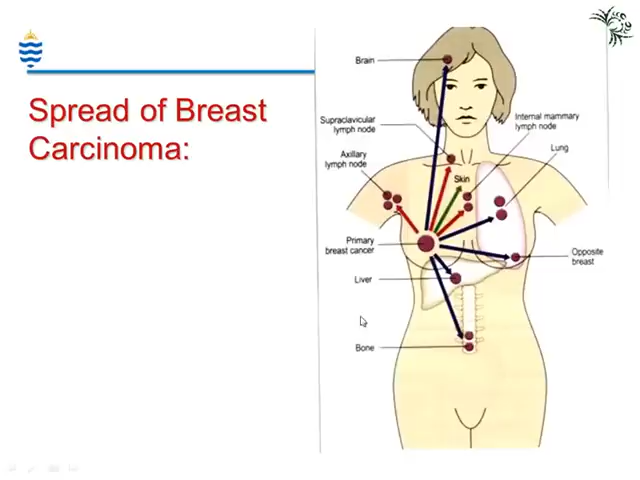 Spread of Breast
Carcinoma:
Brain
Supraclavicular
lymph node
Internal mammary
lymph node
Axillary
lymph node
Lung
Skin
Primary
breast cancer
Opposite
breast
Liver
Bone